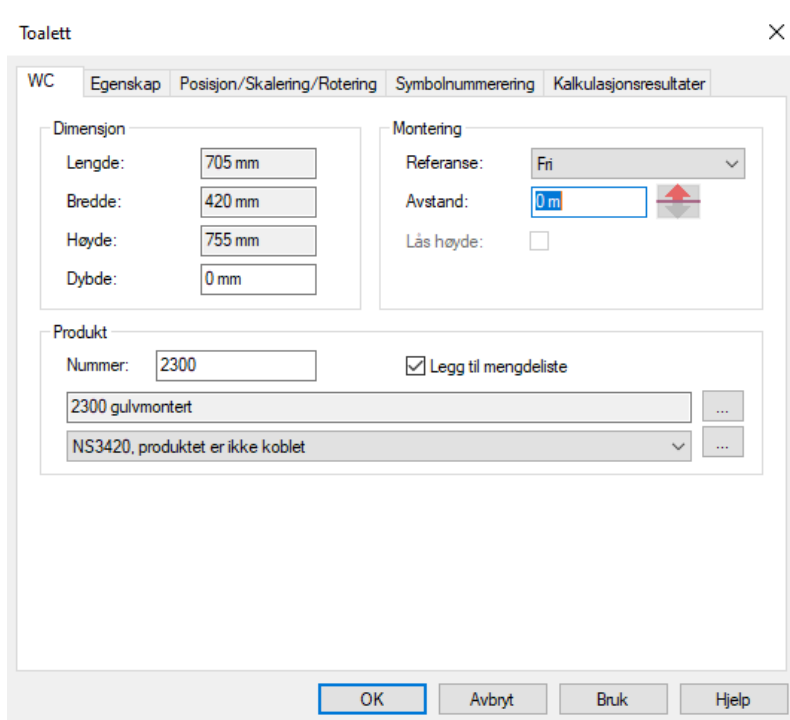 Toalett
WC Egenskap Posisjon/Skalering/Rotering Symbolnummerering Kalkulasjonsresultater
Dimensjon
Lengde: 705 mm
Bredde: 420 mm
Høyde: 755 mm
Dybde: 0 mm
Montering
Referanse: Fri
Avstand: 0 m
Lås høyde:
Produkt
Nummer: 2300 Legg til mengdeliste
2300 gulvmontert ...
NS3420, produktet er ikke koblet ...
OK Avbryt Bruk Hjelp